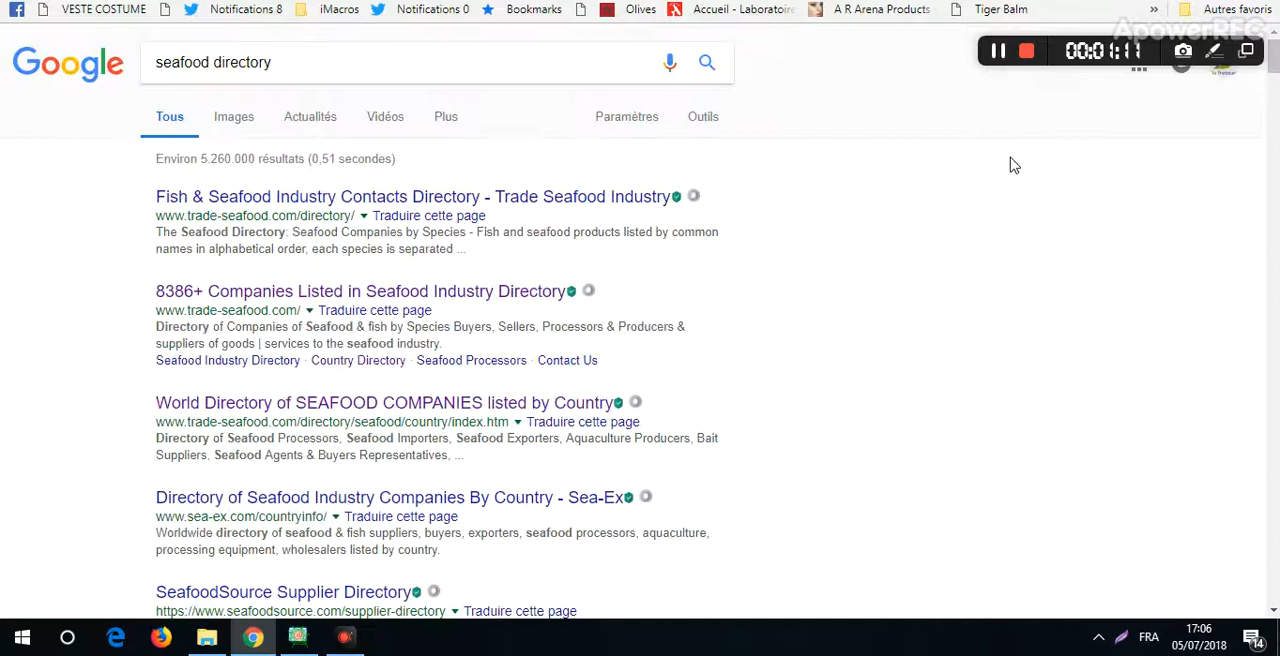 VESTE COSTUME Notifications 8 iMacros Notifications 0 Bookmarks Olives Accueil - Laboratoire A R Arena Products Tiger Balm » Autres favoris
ApowerREC
00:01:11
Google seafood directory
Tous Images Actualités Vidéos Plus Paramètres Outils
Environ 5.260.000 résultats (0,51 secondes)
Fish & Seafood Industry Contacts Directory - Trade Seafood Industry
www.trade-seafood.com/directory/ Traduire cette page
The Seafood Directory: Seafood Companies by Species - Fish and seafood products listed by common
names in alphabetical order, each species is separated ...
8386+ Companies Listed in Seafood Industry Directory
www.trade-seafood.com/ Traduire cette page
Directory of Companies of Seafood & fish by Species Buyers, Sellers, Processors & Producers &
suppliers of goods | services to the seafood industry.
Seafood Industry Directory · Country Directory · Seafood Processors · Contact Us
World Directory of SEAFOOD COMPANIES listed by Country
www.trade-seafood.com/directory/seafood/country/index.htm Traduire cette page
Directory of Seafood Processors, Seafood Importers, Seafood Exporters, Aquaculture Producers, Bait
Suppliers, Seafood Agents & Buyers Representatives, ...
Directory of Seafood Industry Companies By Country - Sea-Ex
www.sea-ex.com/countryinfo/ Traduire cette page
Worldwide directory of seafood & fish suppliers, buyers, exporters, seafood processors, aquaculture,
processing equipment, wholesalers listed by country.
SeafoodSource Supplier Directory
https://www.seafoodsource.com/supplier-directory Traduire cette page
FRA 17:06
05/07/2018 14